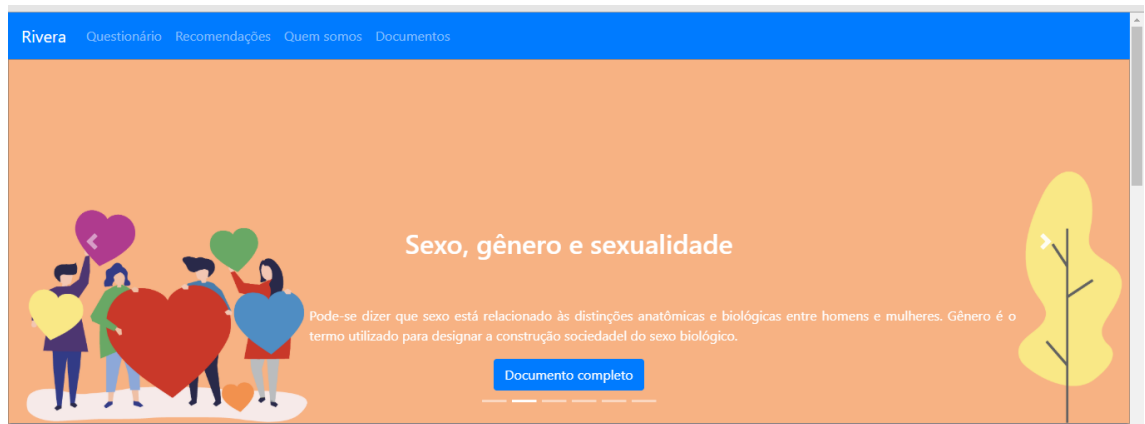 Rivera Questionário Recomendações Quem somos Documentos
Sexo, gênero e sexualidade
Pode-se dizer que sexo está relacionado às distinções anatômicas e biológicas entre homens e mulheres. Gênero é o
termo utilizado para designar a construção sociedadel do sexo biológico.
Documento completo